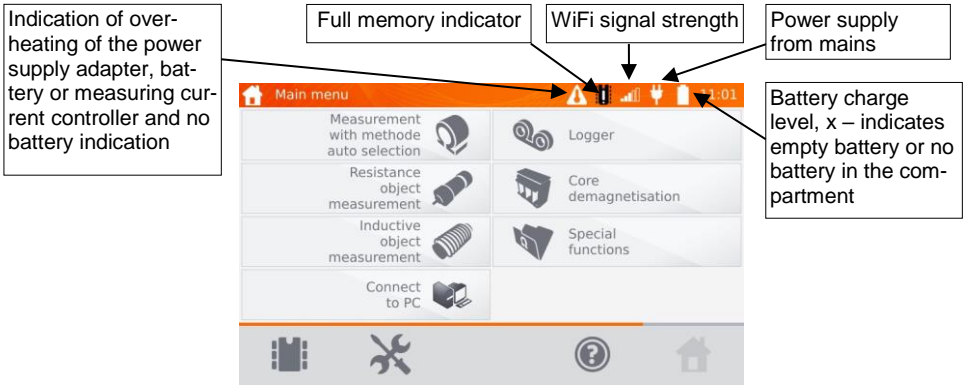 Indication of over-
heating of the power
supply adapter, bat-
tery or measuring cur-
rent controller and no
battery indication
Full memory indicator
WiFi signal strength
Power supply
from mains
Battery charge
level, x – indicates
empty battery or no
battery in the com-
partment
Main menu
11:01
Measurement
with methode
auto selection
Logger
Resistance
object
measurement
Core
demagnetisation
Inductive
object
measurement
Special
functions
Connect
to PC